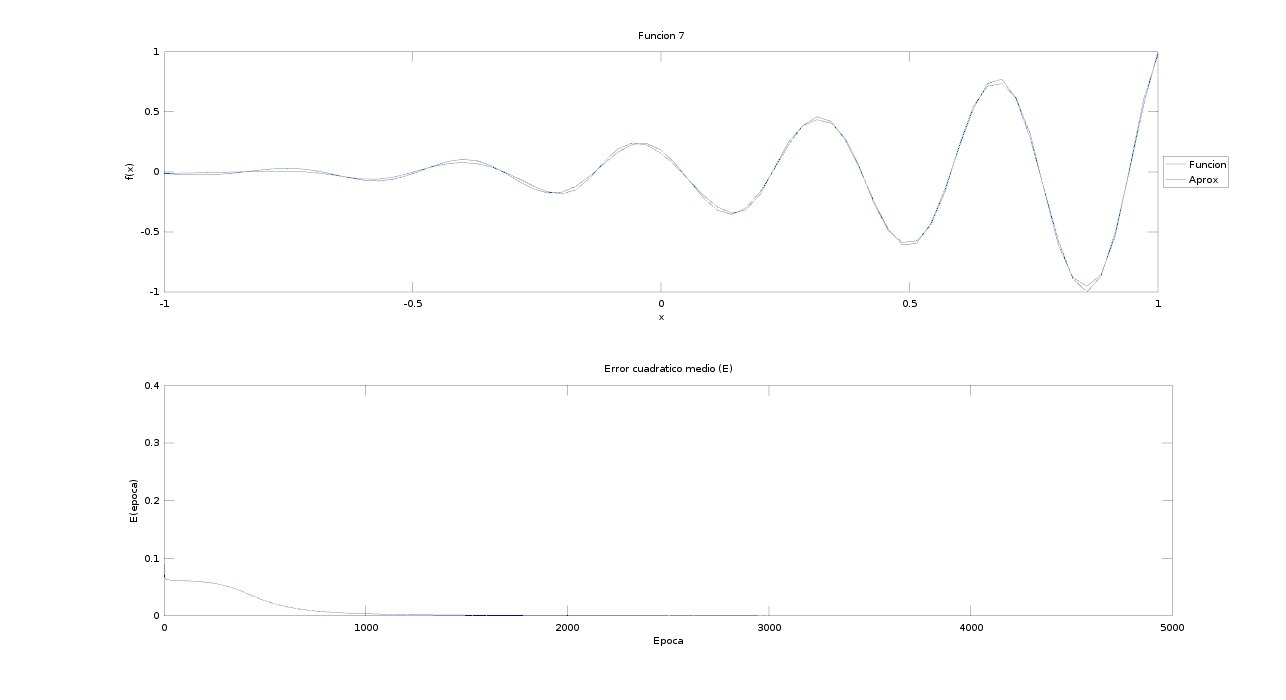 Funcion 7
1
0.5
0
-0.5
-1
f(x)
-1 -0.5 0 0.5 1
x
Funcion
Aprox
Error cuadratico medio (E)
0.4
0.3
0.2
0.1
0
E(epoca)
0 1000 2000 3000 4000 5000
Epoca